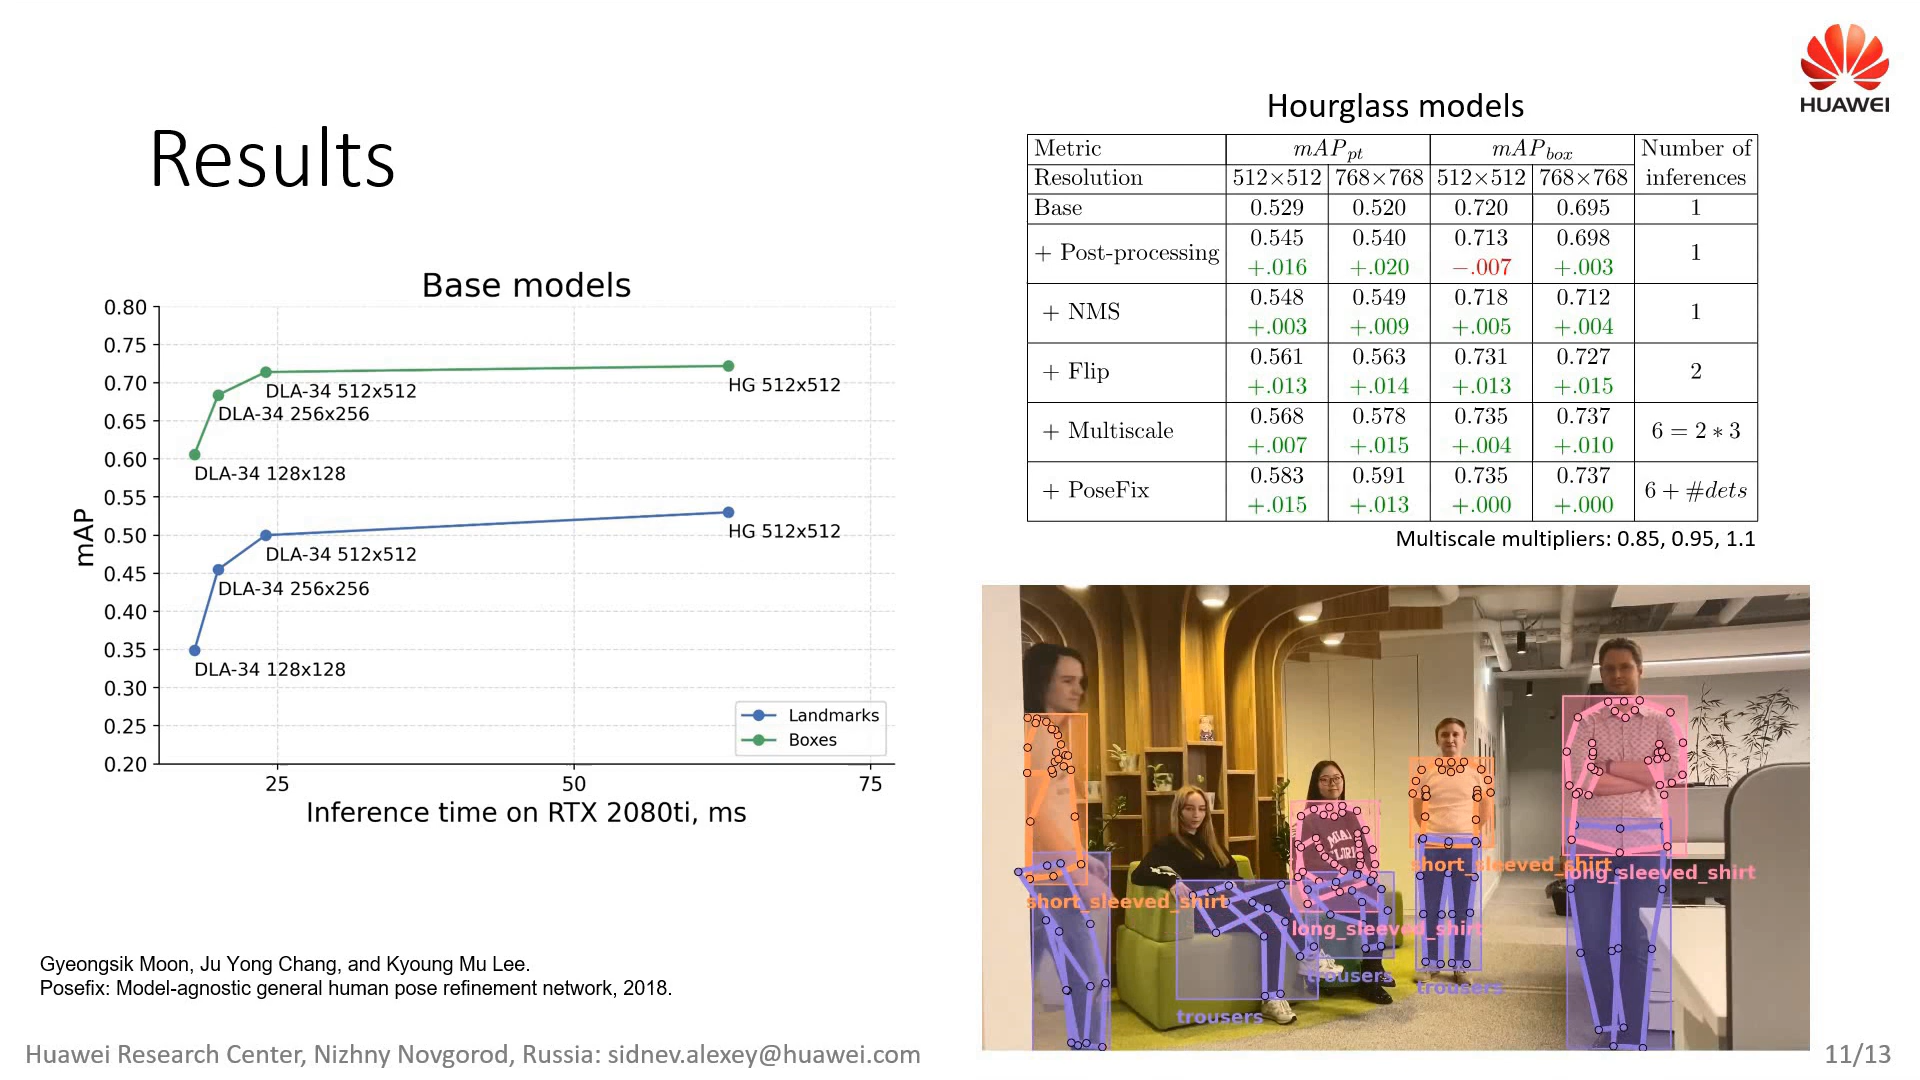 HUAWEI
Results
Base models
0.80
0.75
0.70
0.65
0.60
0.55
0.50
0.45
0.40
0.35
0.30
0.25
0.20
mAP
DLA-34 512x512
HG 512x512
DLA-34 256x256
DLA-34 128x128
HG 512x512
DLA-34 512x512
DLA-34 256x256
DLA-34 128x128
Landmarks
Boxes
25 50 75
Inference time on RTX 2080ti, ms
Hourglass models
Metric mAPpt mAPbox Number of
Resolution 512×512 768×768 512×512 768×768 inferences
Base 0.529 0.520 0.720 0.695 1
+ Post-processing 0.545 0.540 0.713 0.698 1
+.016 +.020 −.007 +.003
+ NMS 0.548 0.549 0.718 0.712 1
+.003 +.009 +.005 +.004
+ Flip 0.561 0.563 0.731 0.727 2
+.013 +.014 +.013 +.015
+ Multiscale 0.568 0.578 0.735 0.737 6 = 2 * 3
+.007 +.015 +.004 +.010
+ PoseFix 0.583 0.591 0.735 0.737 6 + #dets
+.015 +.013 +.000 +.000
Multiscale multipliers: 0.85, 0.95, 1.1
short_sleeved_shirt
long_sleeved_shirt
short_sleeved_shirt
long_sleeved_shirt
trousers
trousers
trousers
Gyeongsik Moon, Ju Yong Chang, and Kyoung Mu Lee.
Posefix: Model-agnostic general human pose refinement network, 2018.
Huawei Research Center, Nizhny Novgorod, Russia: sidnev.alexey@huawei.com
11/13